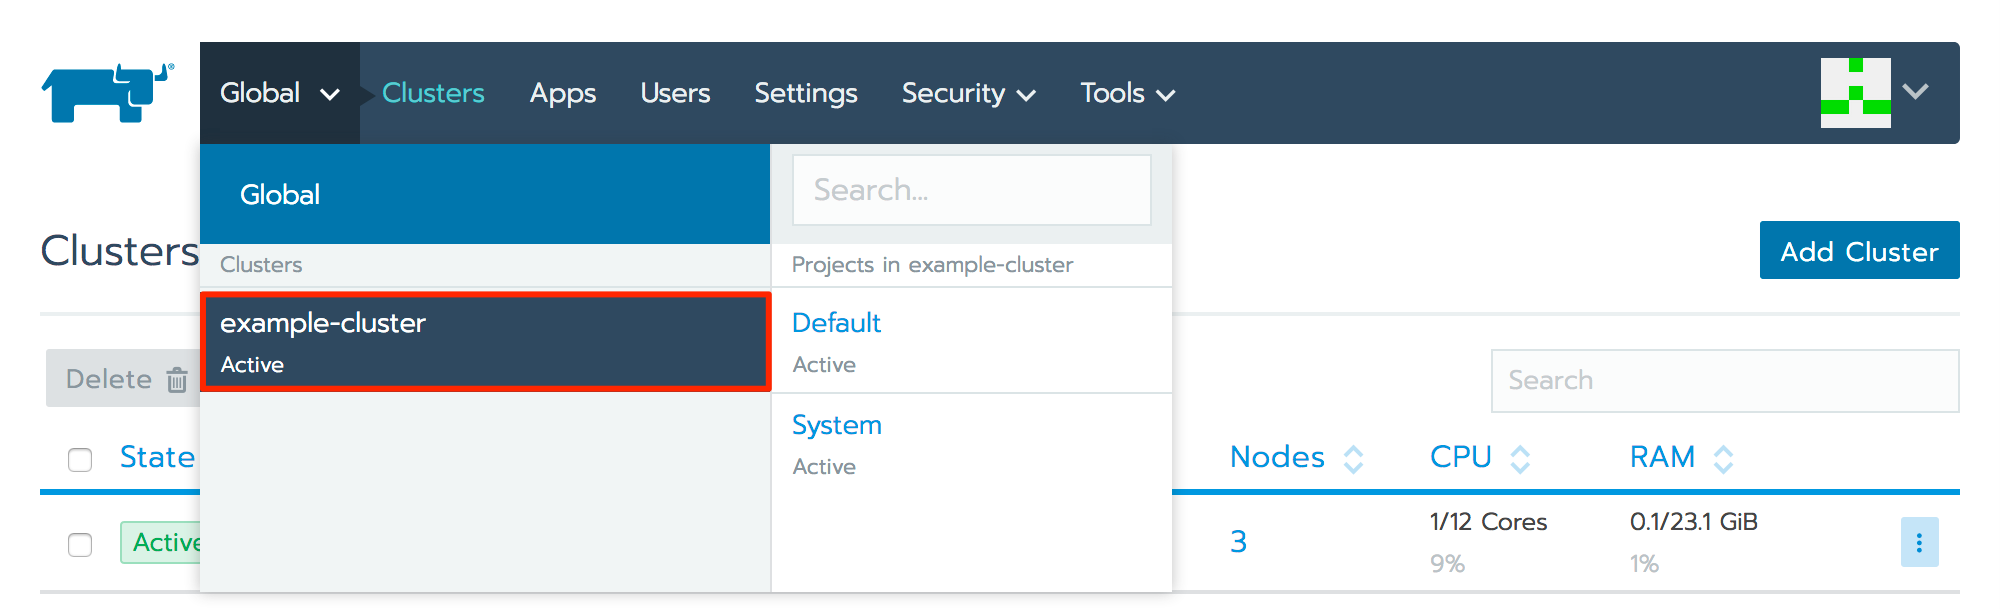 Global Clusters Apps Users Settings Security Tools
Global
Search...
Clusters
Add Cluster
Clusters
Projects in example-cluster
example-cluster
Active
Default
Active
Delete
Search
System
Active
State
Nodes CPU RAM
Active
3
1/12 Cores
9%
0.1/23.1 GiB
1%